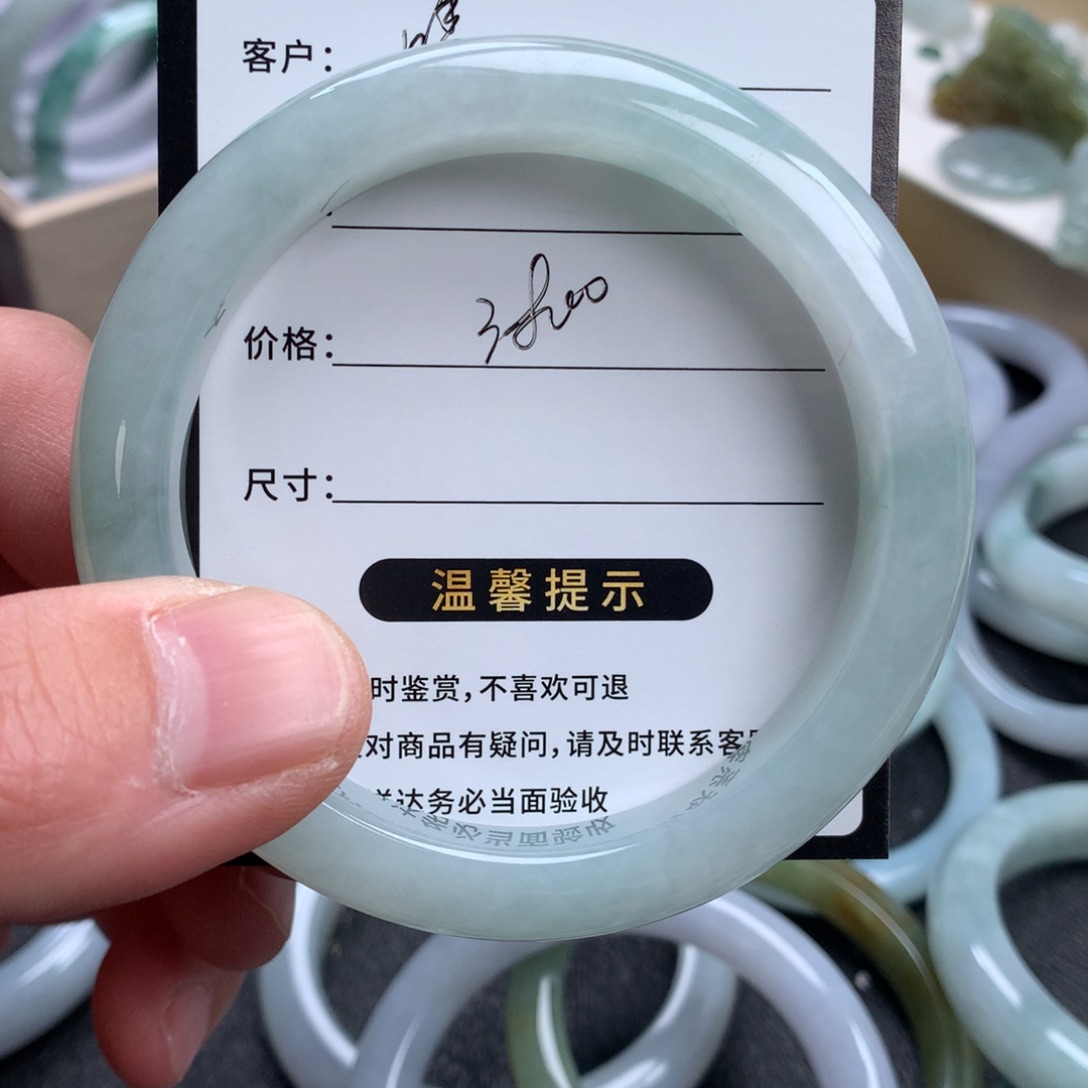 客户：
价格：
尺寸：
温馨提示
时鉴赏，不喜欢可退
对商品有疑问，请及时联系客
达务必当面验收